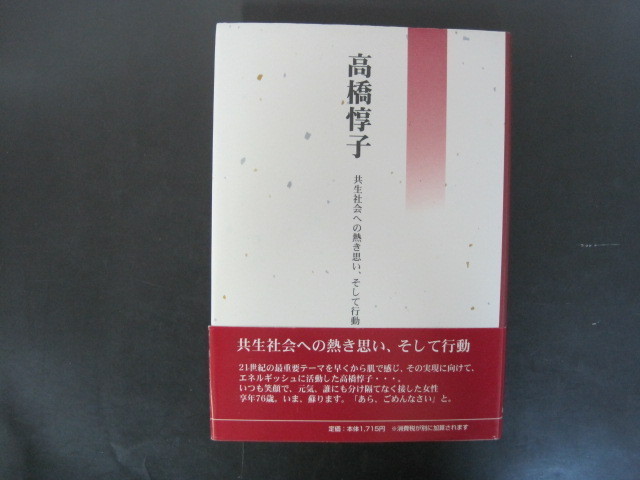 高橋惇子
共生社会への熱き思い、そして行動
共生社会への熱き思い、そして行動
21世紀の最重要テーマを早くから肌で感じ、その実現に向けて、
エネルギッシュに活動した高橋惇子・・・。
いつも笑顔で、元気。誰にも分け隔てなく接した女性
享年76歳。いま。蘇ります。「あら、ごめんなさい」と。
定価：本体1,715円　※消費税が別に加算されます